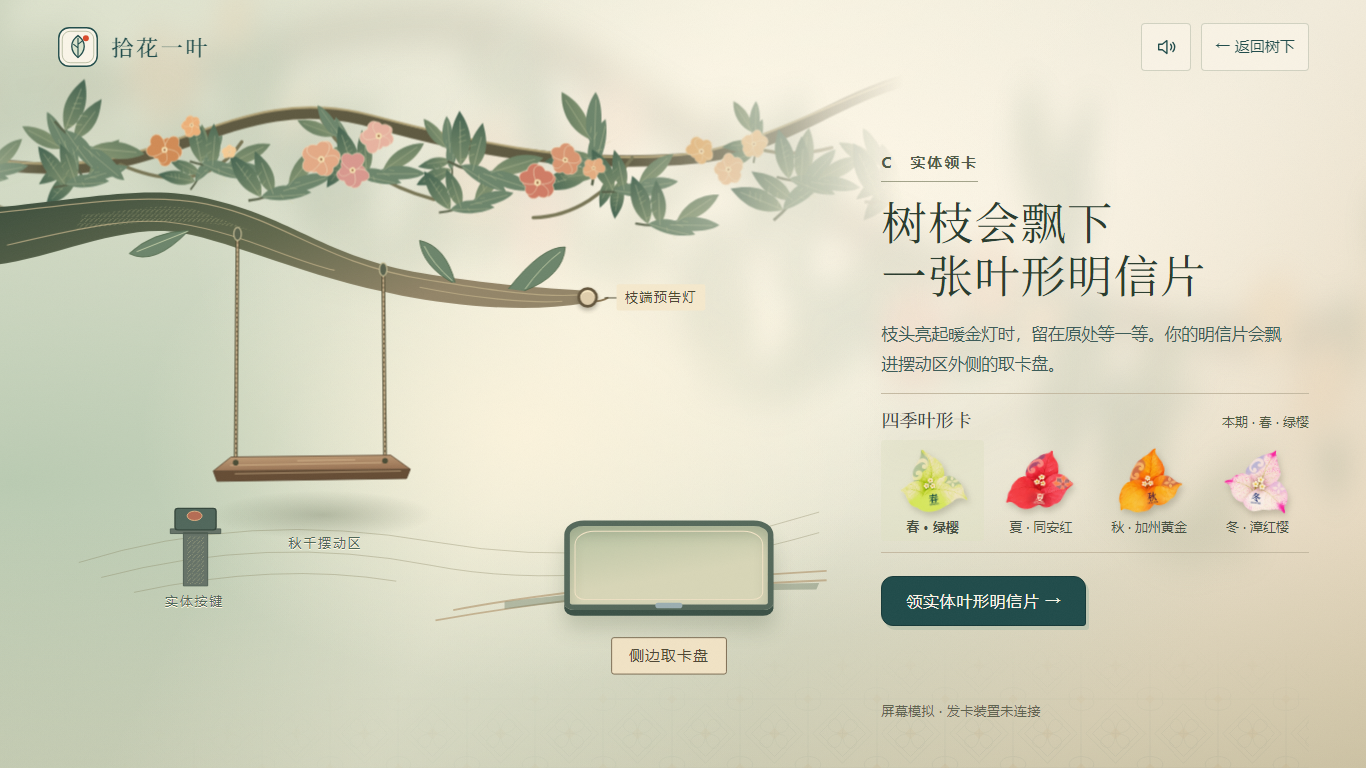 拾花一叶
← 返回树下
C 实体领卡
树枝会飘下
一张叶形明信片
枝端预告灯
枝头亮起暖金灯时，留在原处等一等。你的明信片会飘
进摆动区外侧的取卡盘。
四季叶形卡
本期 · 春 · 绿樱
春
夏
秋
冬
春 · 绿樱
夏 · 同安红
秋 · 加州黄金
冬 · 漳红樱
秋千摆动区
实体按键
领实体叶形明信片 →
侧边取卡盘
屏幕模拟 · 发卡装置未连接